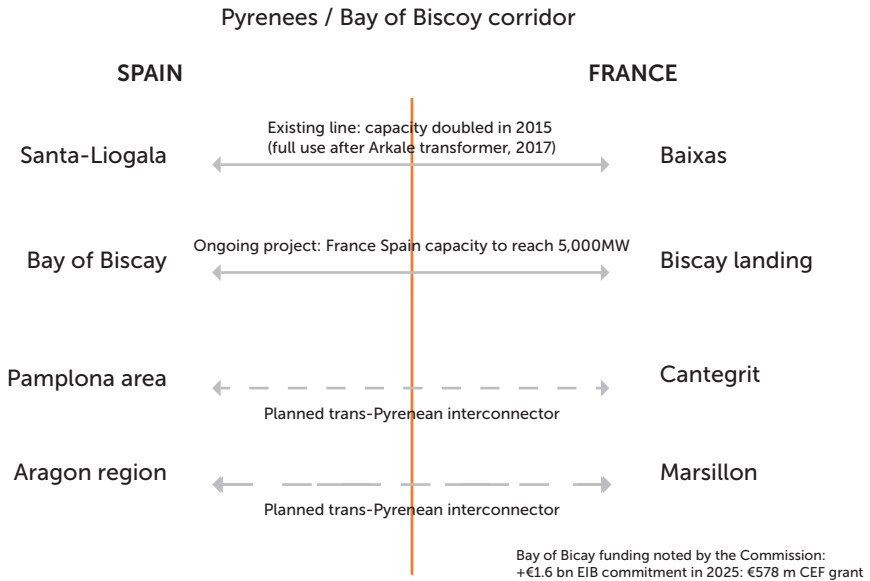 Pyrenees / Bay of Biscoy corridor
SPAIN
FRANCE
Existing line: capacity doubled in 2015
(full use after Arkale transformer, 2017)
Santa-Liogala
Baixas
Ongoing project: France Spain capacity to reach 5,000MW
Bay of Biscay
Biscay landing
Pamplona area
Cantegrit
Planned trans-Pyrenean interconnector
Aragon region
Marsillon
Planned trans-Pyrenean interconnector
Bay of Bicay funding noted by the Commission:
+€1.6 bn EIB commitment in 2025: €578 m CEF grant